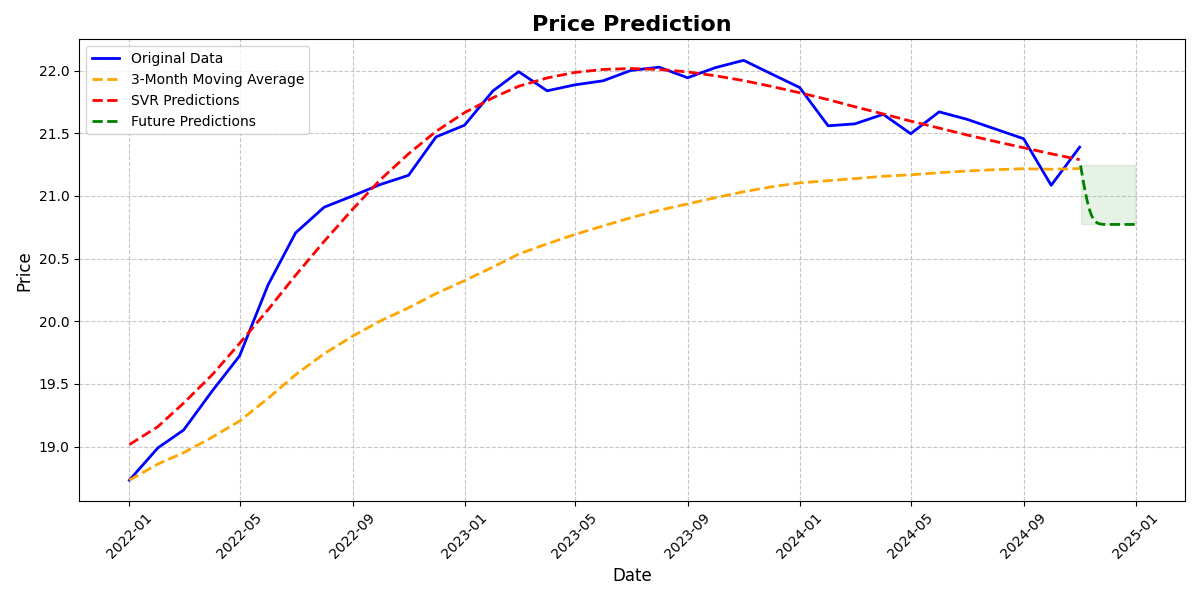 Price Prediction
Original Data
3-Month Moving Average
SVR Predictions
Future Predictions
Price
22.0
21.5
21.0
20.5
20.0
19.5
19.0
2022-01
2022-05
2022-09
2023-01
2023-05
2023-09
2024-01
2024-05
2024-09
2025-01
Date